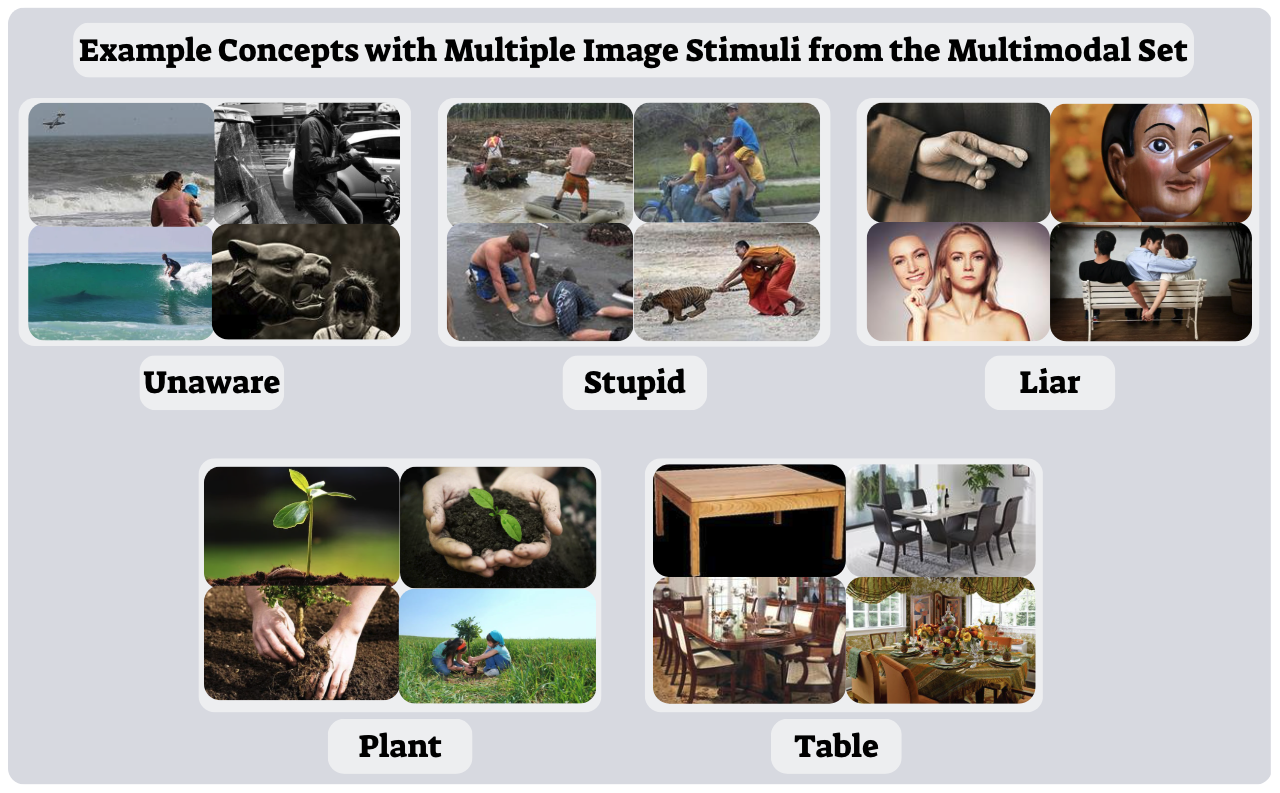 Example Concepts with Multiple Image Stimuli from the Multimodal Set
Unaware
Stupid
Liar
Plant
Table